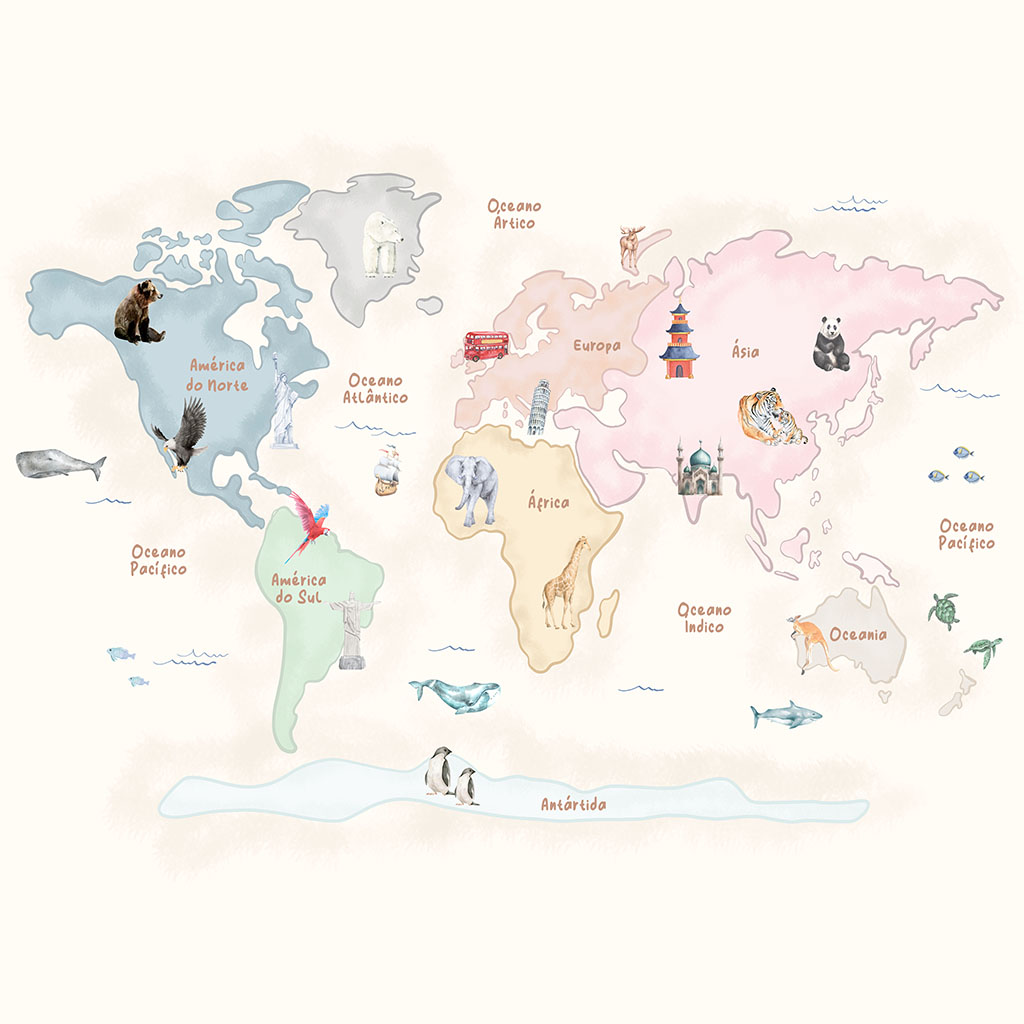 Oceano
Ártico
Europa
Ásia
América
do Norte
Oceano
Atlântico
África
Oceano
Pacífico
Oceano
Pacífico
América
do Sul
Oceano
Indico
Oceania
Antártida